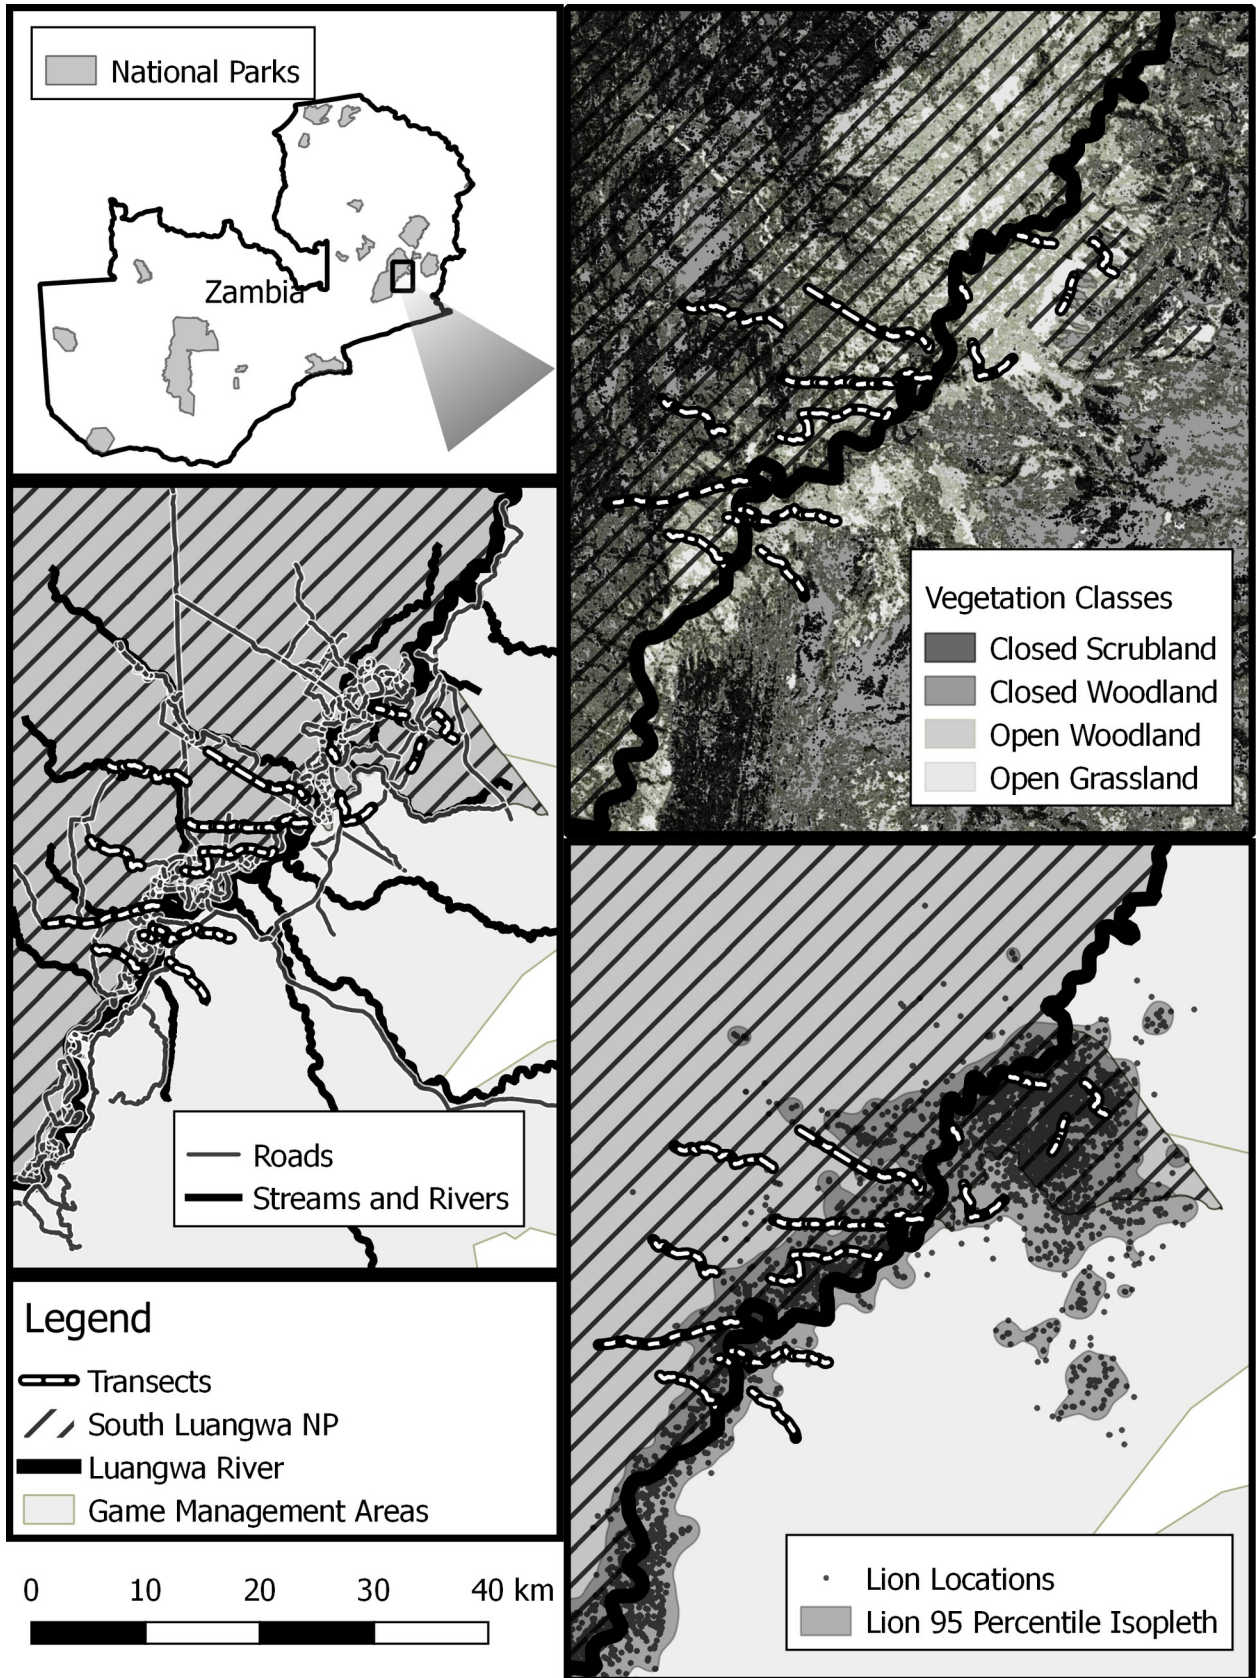 National Parks
Zambia
Vegetation Classes
Closed Scrubland
Closed Woodland
Open Woodland
Open Grassland
Roads
Streams and Rivers
Legend
Transects
South Luangwa NP
Luangwa River
Game Management Areas
0 10 20 30 40 km
Lion Locations
Lion 95 Percentile Isopleth